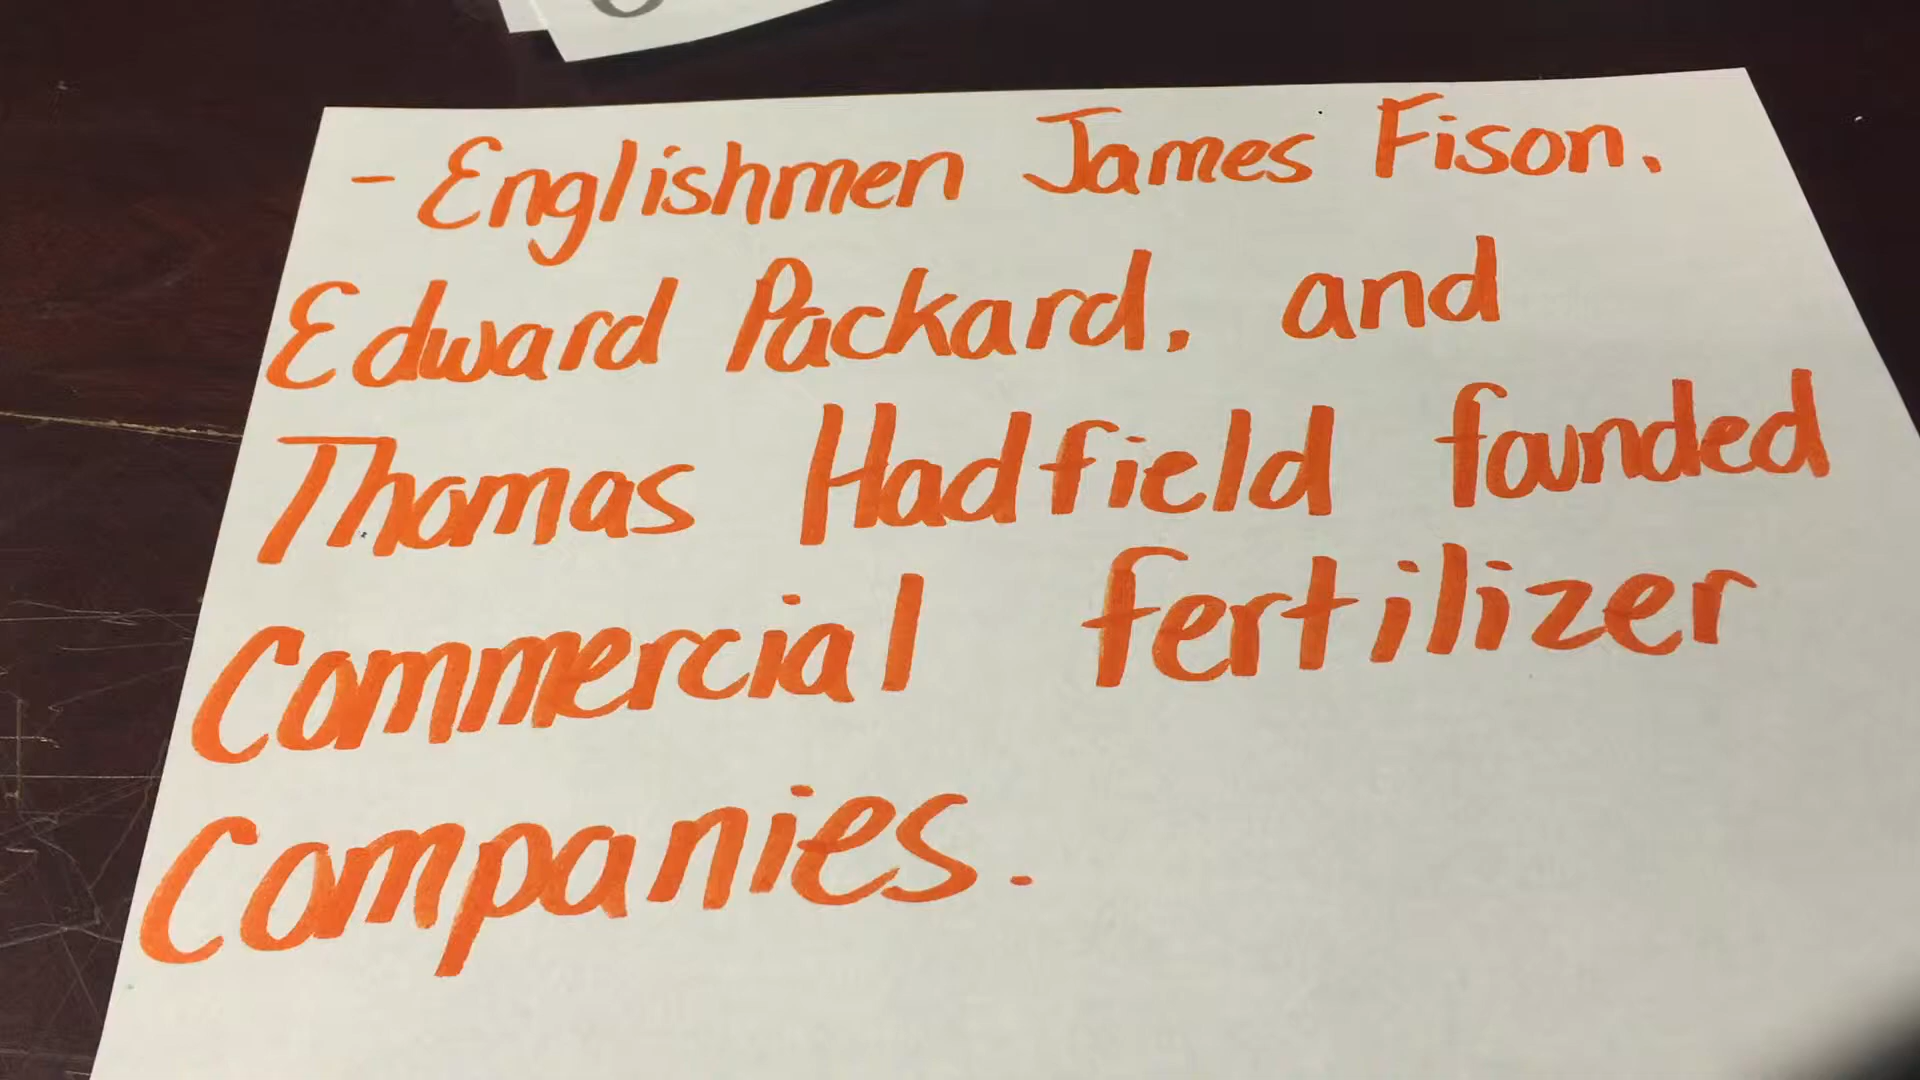 - Englishmen James Fison.
Edward Packard, and
Thomas Hadfield founded
Commercial fertilizer
Companies.